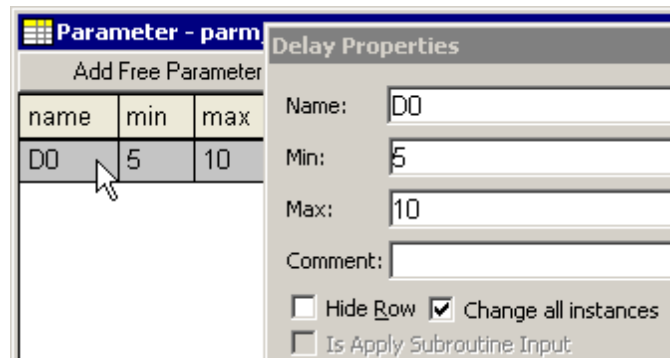 Parameter - parm_
Add Free Parameter
name min max
D0 5 10
Delay Properties
Name: D0
Min: 5
Max: 10
Comment:
Hide Row Change all instances
Is Apply Subroutine Input